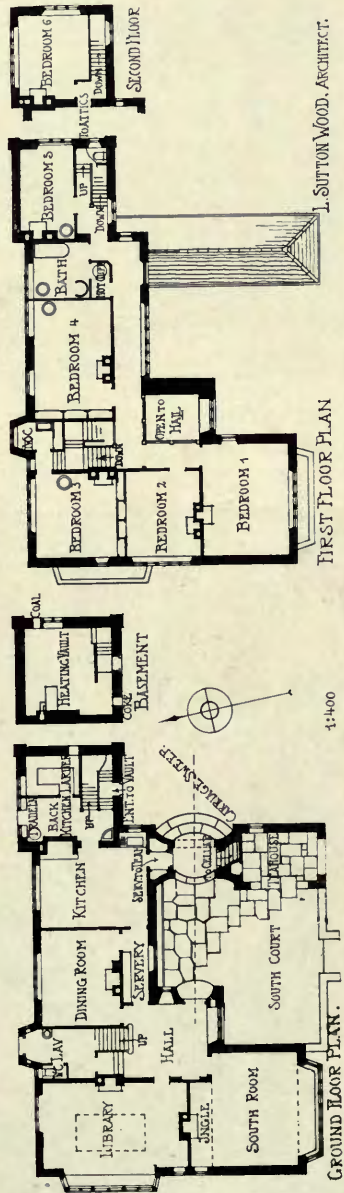 LIBRARY
WC
LAV
UP
HALL
INGLE
SOUTH ROOM
DINING ROOM
SERVERY
KITCHEN
BACK
KITCHEN
LARDER
UP
ENT. TO VAULT
CARRIAGE SWEEP.
TEAHOUSE
SOUTH COURT
GROUND FLOOR PLAN.
HEATING VAULT
COAL
COKE
BASEMENT
1:400
BEDROOM 3
BEDROOM 2
BEDROOM 1
DOWN
OPEN TO
HALL
BEDROOM 4
BATH
BEDROOM 5
UP
DOWN
FIRST FLOOR PLAN
BEDROOM 6
TO ATTICS
DOWN
SECOND FLOOR
L. SUTTON WOOD. ARCHITECT.